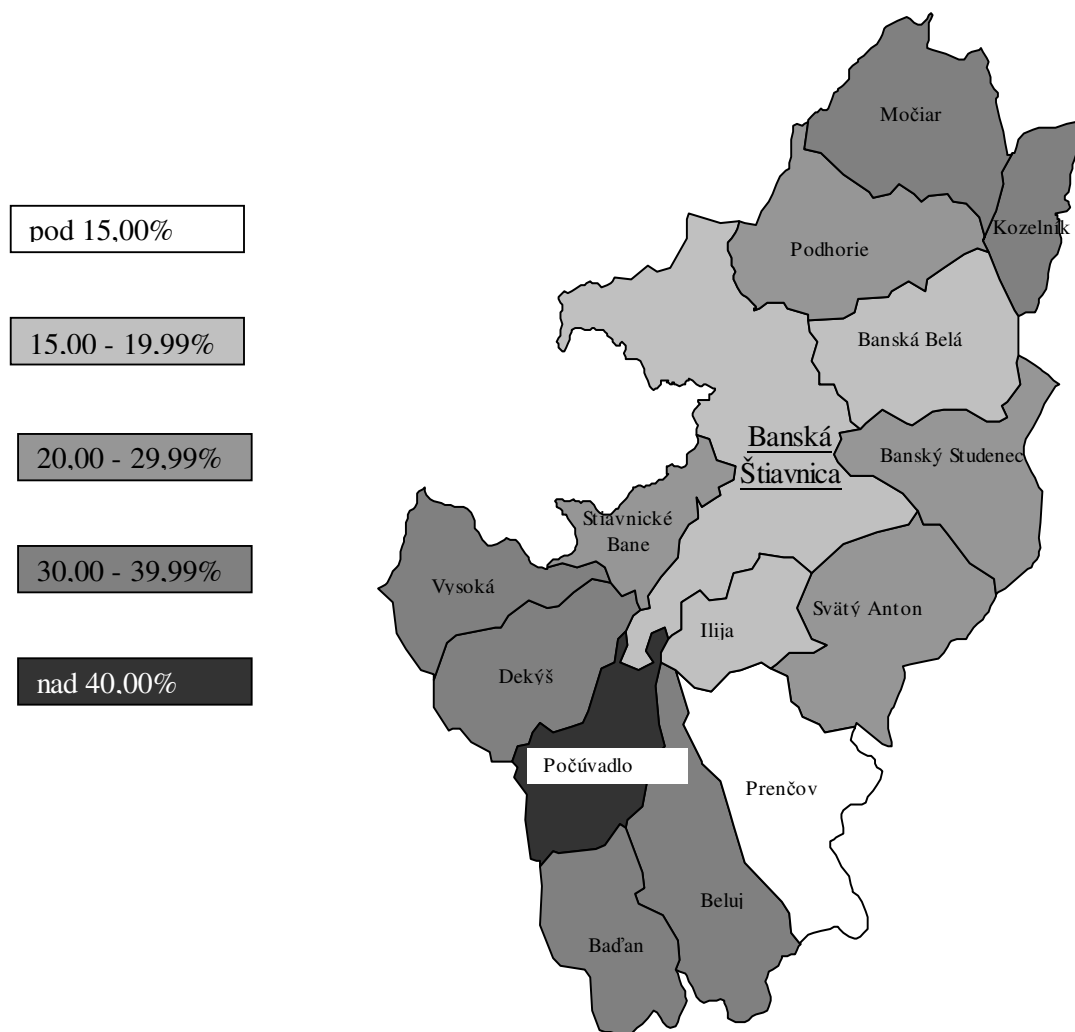 pod 15,00%
15,00 - 19,99%
20,00 - 29,99%
30,00 - 39,99%
nad 40,00%
Močiar
Kozelník
Podhorie
Banská Belá
Banská
Štiavnica
Banský Studenec
Stiavnické
Bane
Vysoká
Svätý Anton
Ilija
Dekýš
Počúvadlo
Prenčov
Beluj
Baďan